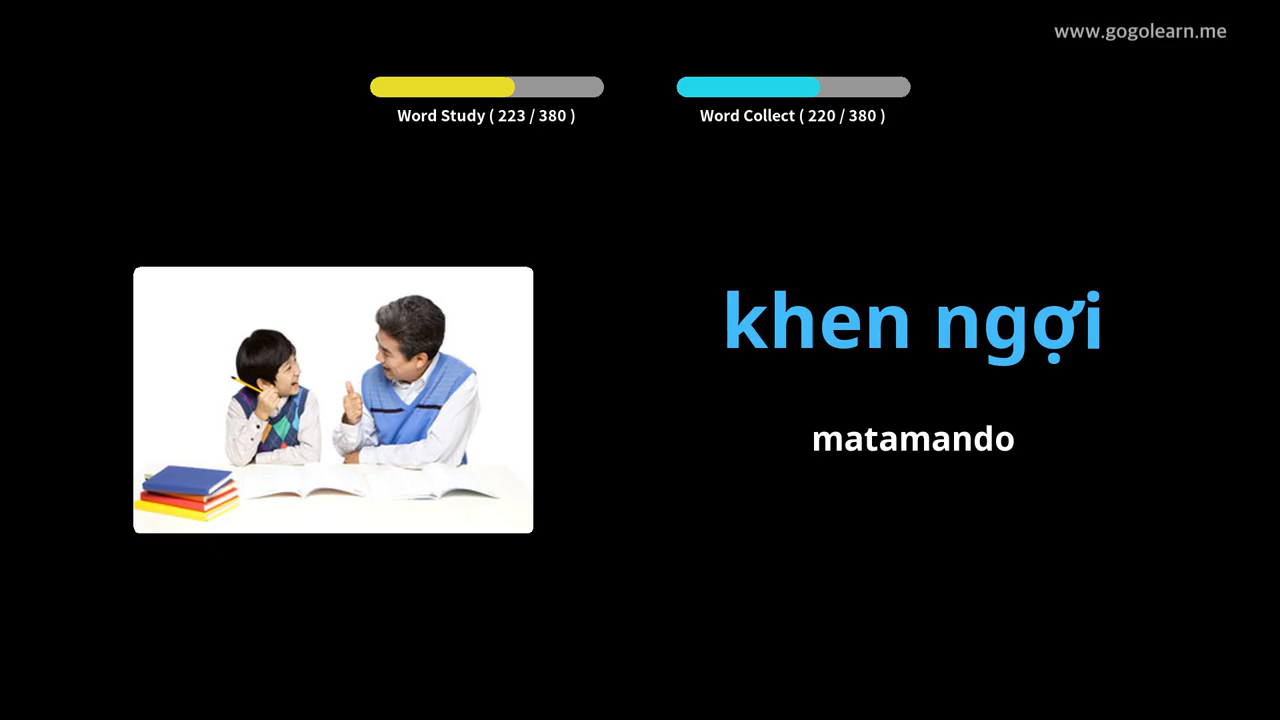 www.gogolearn.me
Word Study ( 223 / 380 )
Word Collect ( 220 / 380 )
khen ngợi
matamando